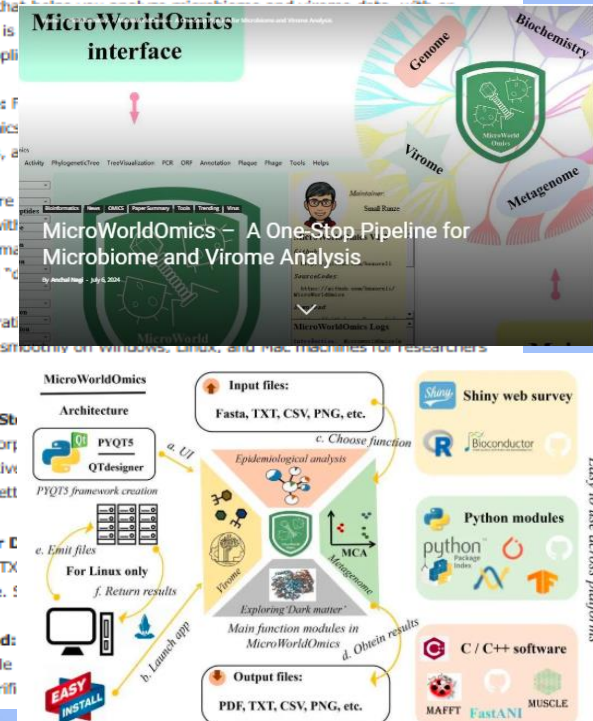 MicroWorldOmics
interface
Genome
Biochemistry
Virome
Metagenome
MicroWorld
Omics
Activity PhylogeneticTree TreeVisualization PCR ORF Annotation Plaque Phage Tools Helps
Maintainer:
Bioinformatics News OMICS Paper Summary Tools Trending Virus
MicroWorldOmics – A One-Stop Pipeline for
Microbiome and Virome Analysis
By Anchal Negi - July 6, 2024
SourceCodes:
MicroWorld
MicroWorldOmics Logs
smoothly on Windows, Linux, and Mac machines for researchers
MicroWorldOmics
Architecture
Qt
PYQT5
QTdesigner
PYQT5 framework creation
a. UI
Input files:
Fasta, TXT, CSV, PNG, etc.
c. Choose function
Epidemiological analysis
Virome
MCA
Metagenome
Exploring'Dark matter'
Main function modules in
MicroWorldOmics
e. Emit files
For Linux only
f. Return results
b. Launch app
d. Obtein results
EASY
INSTALL
Output files:
PDF, TXT, CSV, PNG, etc.
Shiny
Shiny web survey
R
Bioconductor
Python modules
python
Package
Index
C / C++ software
MAFFT
FastANI
MUSCLE
Easy to use across platforms